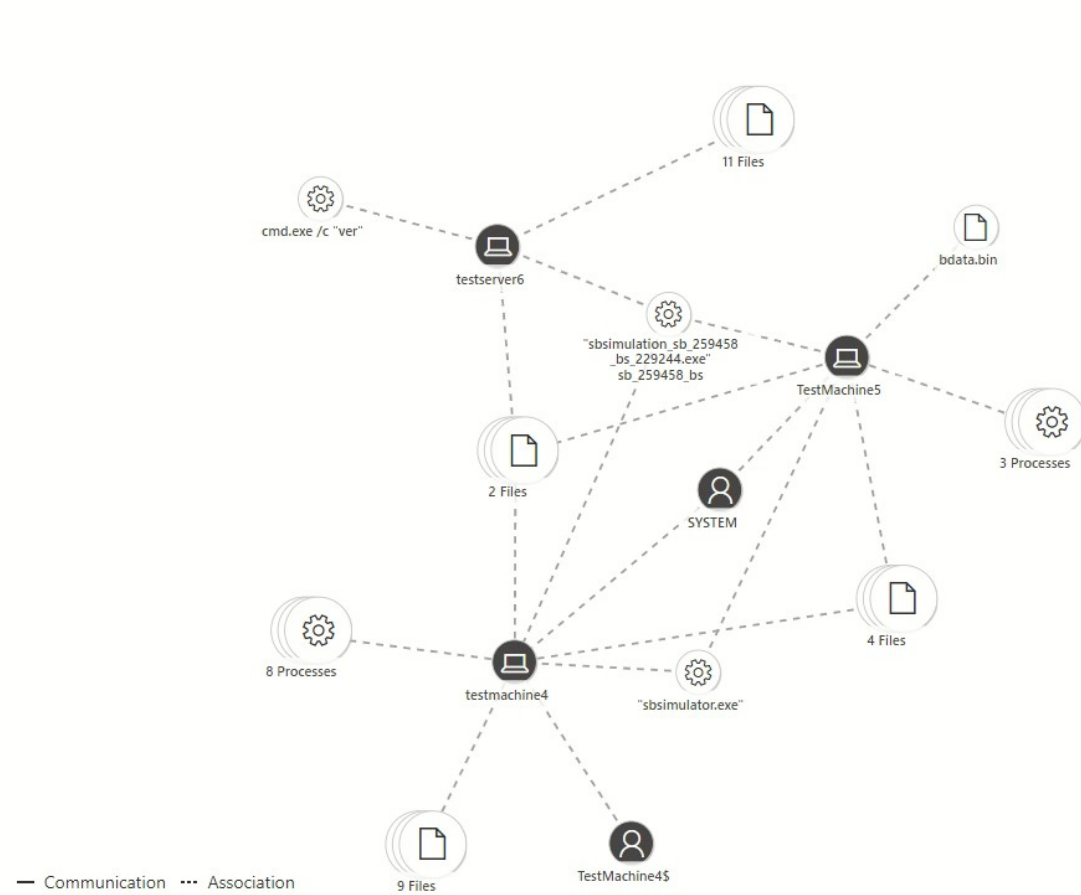 11 Files
cmd.exe /c "ver"
bdata.bin
testserver6
"sbsimulation_sb_259458
_bs_229244.exe"
sb_259458_bs
TestMachine5
3 Processes
2 Files
SYSTEM
4 Files
8 Processes
testmachine4
"sbsimulator.exe"
TestMachine4$
9 Files
Communication
Association